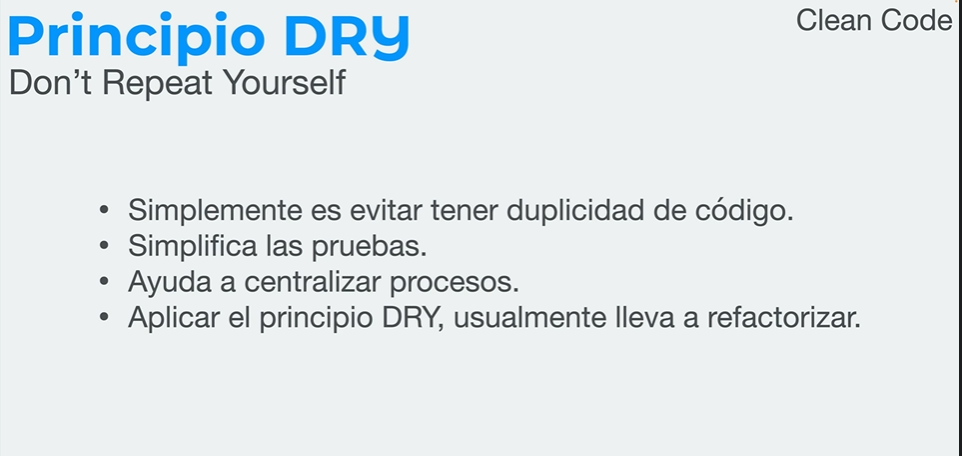 Principio DRY
Clean Code
Don’t Repeat Yourself
• Simplemente es evitar tener duplicidad de código.
• Simplifica las pruebas.
• Ayuda a centralizar procesos.
• Aplicar el principio DRY, usualmente lleva a refactorizar.